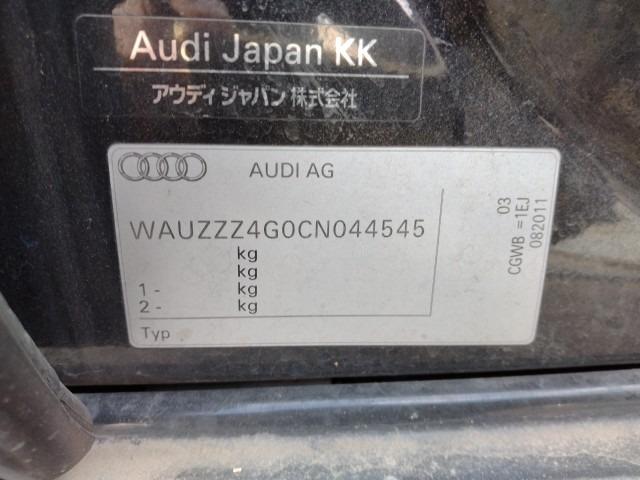 Audi Japan KK
アウディ ジャパン 株式会社
AUDI AG
WAUZZZ4G0CN044545
kg
kg
1 - kg
2 - kg
Typ
03
CGWB =1EJ
082011